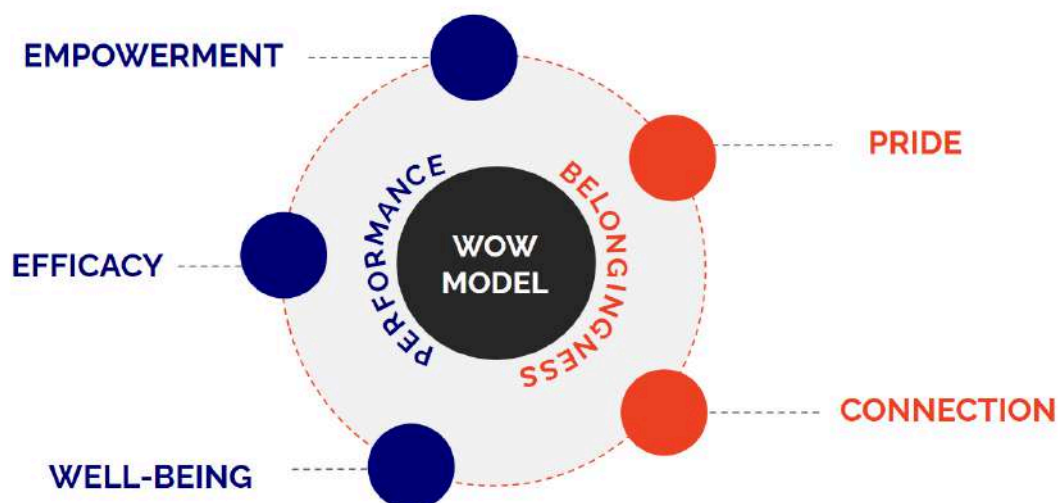 EMPOWERMENT
PRIDE
PERFORMANCE
BELONGINGNESS
WOW
MODEL
EFFICACY
CONNECTION
WELL-BEING